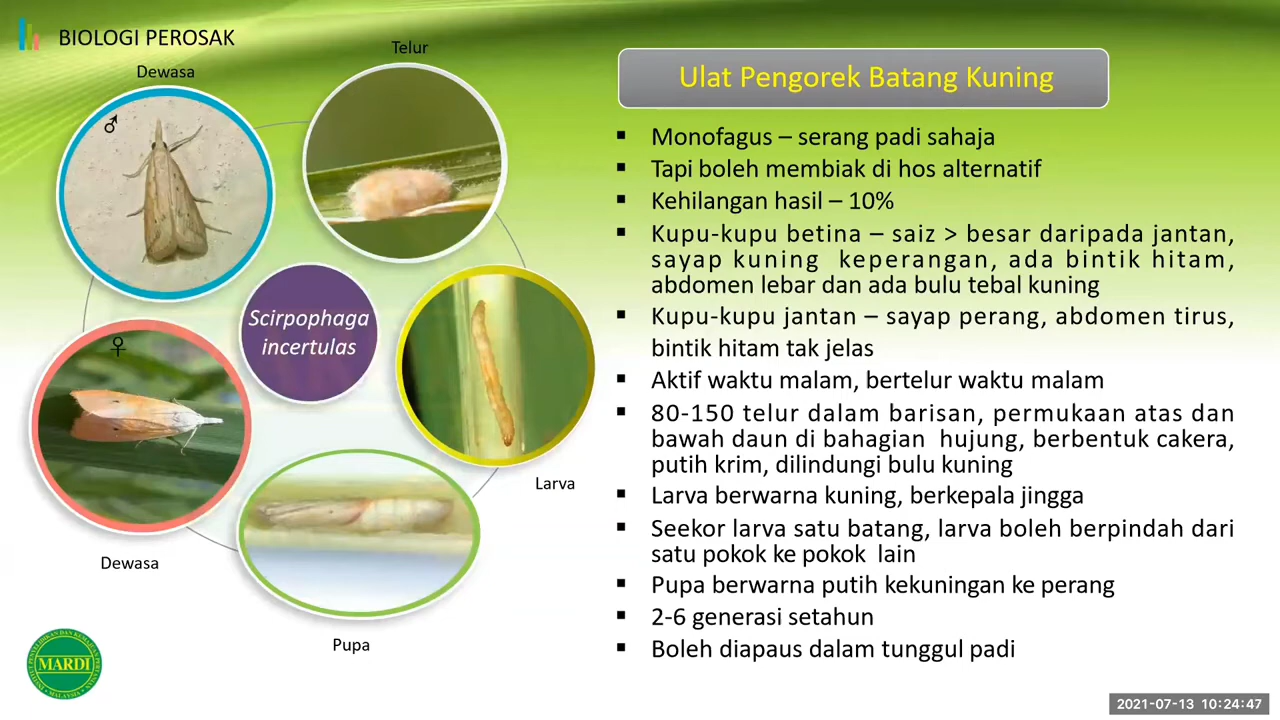 BIOLOGI PEROSAK
Dewasa
Telur
♂
Scirpophaga
incertulas
♀
Larva
Dewasa
Pupa
MARDI
Ulat Pengorek Batang Kuning
▪ Monofagus – serang padi sahaja
▪ Tapi boleh membiak di hos alternatif
▪ Kehilangan hasil – 10%
▪ Kupu-kupu betina – saiz > besar daripada jantan,
sayap kuning keperangan, ada bintik hitam,
abdomen lebar dan ada bulu tebal kuning
▪ Kupu-kupu jantan – sayap perang, abdomen tirus,
bintik hitam tak jelas
▪ Aktif waktu malam, bertelur waktu malam
▪ 80-150 telur dalam barisan, permukaan atas dan
bawah daun di bahagian hujung, berbentuk cakera,
putih krim, dilindungi bulu kuning
▪ Larva berwarna kuning, berkepala jingga
▪ Seekor larva satu batang, larva boleh berpindah dari
satu pokok ke pokok lain
▪ Pupa berwarna putih kekuningan ke perang
▪ 2-6 generasi setahun
▪ Boleh diapaus dalam tunggul padi
2021-07-13 10:24:47